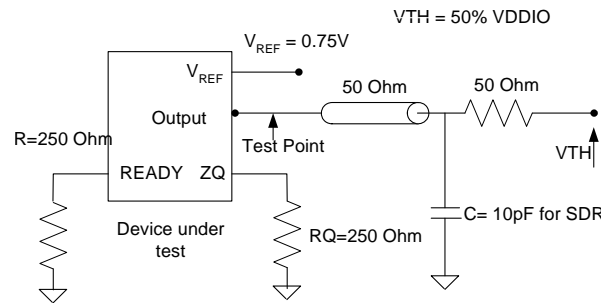 VTH = 50% VDDIO
VREF = 0.75V
VREF
50 Ohm
50 Ohm
Output
R=250 Ohm
Test Point
VTH
READY
ZQ
C= 10pF for SDR
Device under
test
RQ=250 Ohm